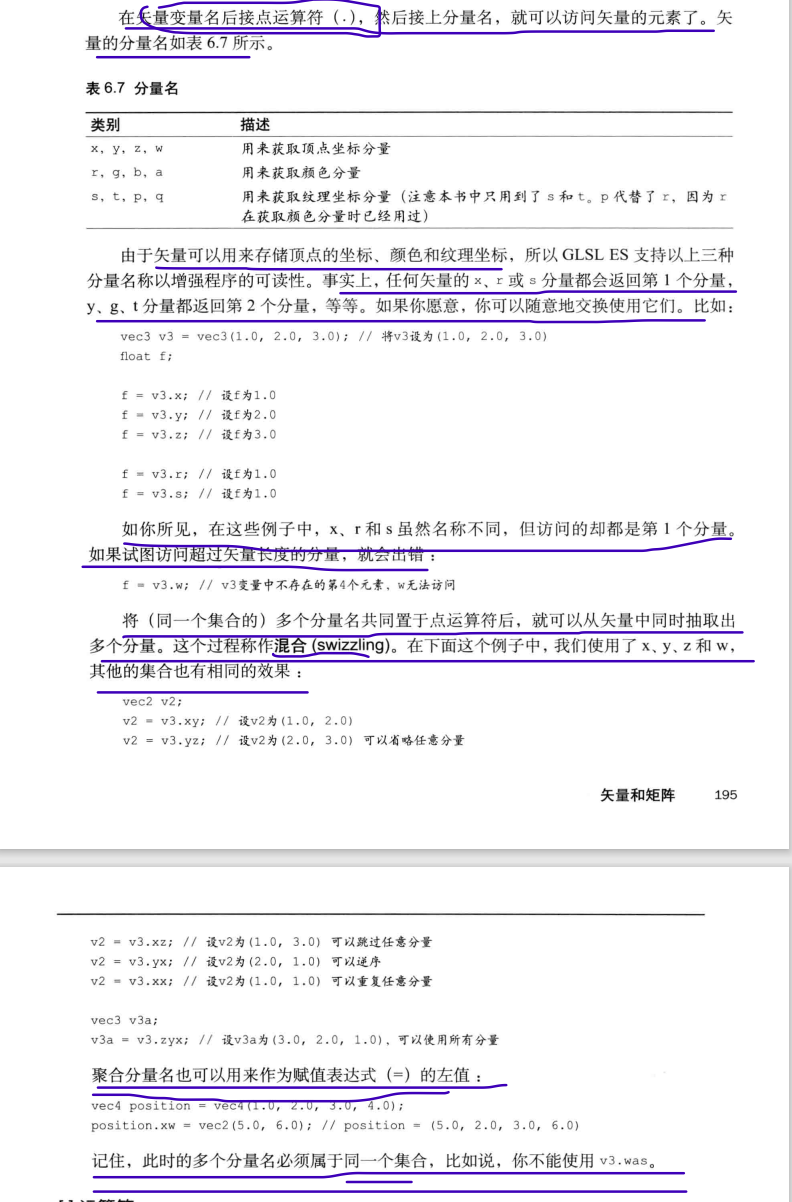 在矢量变量名后接点运算符（.），然后接上分量名，就可以访问矢量的元素了。矢
量的分量名如表 6.7 所示。
表 6.7 分量名
类别 描述
x, y, z, w 用来获取顶点坐标分量
r, g, b, a 用来获取颜色分量
s, t, p, q 用来获取纹理坐标分量（注意本书中只用到了 s 和 t。p 代替了 r，因为 r
在获取颜色分量时已经用过）
由于矢量可以用来存储顶点的坐标、颜色和纹理坐标，所以 GLSL ES 支持以上三种
分量名称以增强程序的可读性。事实上，任何矢量的 x、r 或 s 分量都会返回第 1 个分量，
y、g、t 分量都返回第 2 个分量，等等。如果你愿意，你可以随意地交换使用它们。比如：
vec3 v3 = vec3(1.0, 2.0, 3.0); // 将v3设为(1.0, 2.0, 3.0)
float f;
f = v3.x; // 设f为1.0
f = v3.y; // 设f为2.0
f = v3.z; // 设f为3.0
f = v3.r; // 设f为1.0
f = v3.s; // 设f为1.0
如你所见，在这些例子中，x、r 和 s 虽然名称不同，但访问的却都是第 1 个分量。
如果试图访问超过矢量长度的分量，就会出错：
f = v3.w; // v3变量中不存在的第4个元素，w无法访问
将（同一个集合的）多个分量名共同置于点运算符后，就可以从矢量中同时抽取出
多个分量。这个过程称作混合 (swizzling)。在下面这个例子中，我们使用了 x、y、z 和 w，
其他的集合也有相同的效果：
vec2 v2;
v2 = v3.xy; // 设v2为(1.0, 2.0)
v2 = v3.yz; // 设v2为(2.0, 3.0) 可以省略任意分量
矢量和矩阵 195
v2 = v3.xz; // 设v2为(1.0, 3.0) 可以跳过任意分量
v2 = v3.yx; // 设v2为(2.0, 1.0) 可以逆序
v2 = v3.xx; // 设v2为(1.0, 1.0) 可以重复任意分量
vec3 v3a;
v3a = v3.zyx; // 设v3a为(3.0, 2.0, 1.0)，可以使用所有分量
聚合分量名也可以用来作为赋值表达式（=）的左值：
vec4 position = vec4(1.0, 2.0, 3.0, 4.0);
position.xw = vec2(5.0, 6.0); // position = (5.0, 2.0, 3.0, 6.0)
记住，此时的多个分量名必须属于同一个集合，比如说，你不能使用 v3.was。